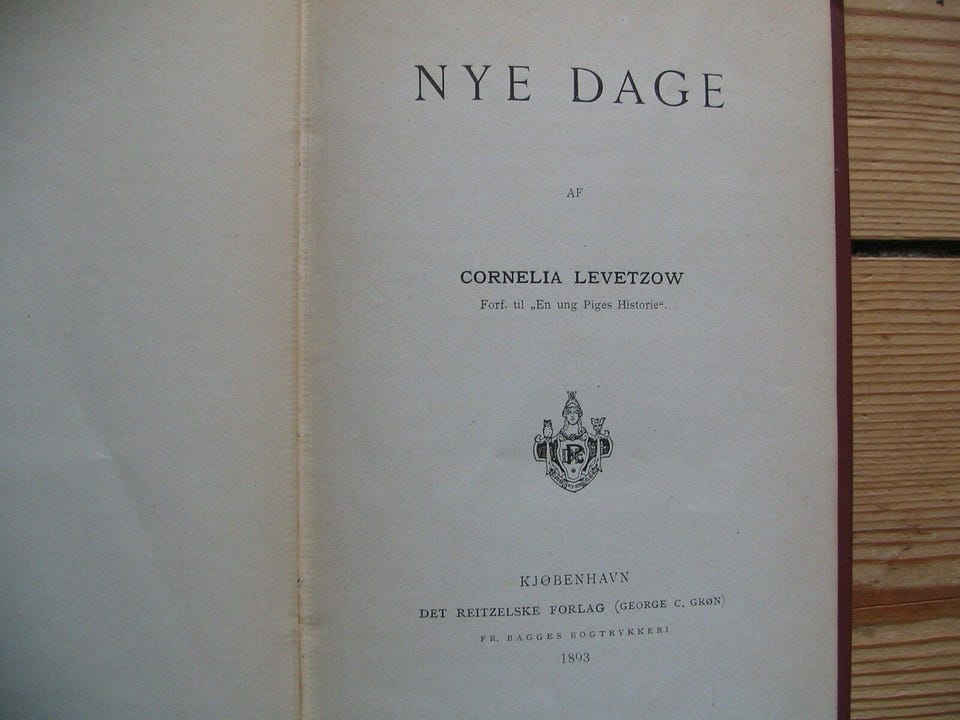 NYE DAGE
AF
CORNELIA LEVETZOW
Forf. til „En ung Piges Historie“.
KJØBENHAVN
DET REITZELSKE FORLAG (GEORGE C. GRØN)
FR. BAGGES BOGTRYKKERI
1893